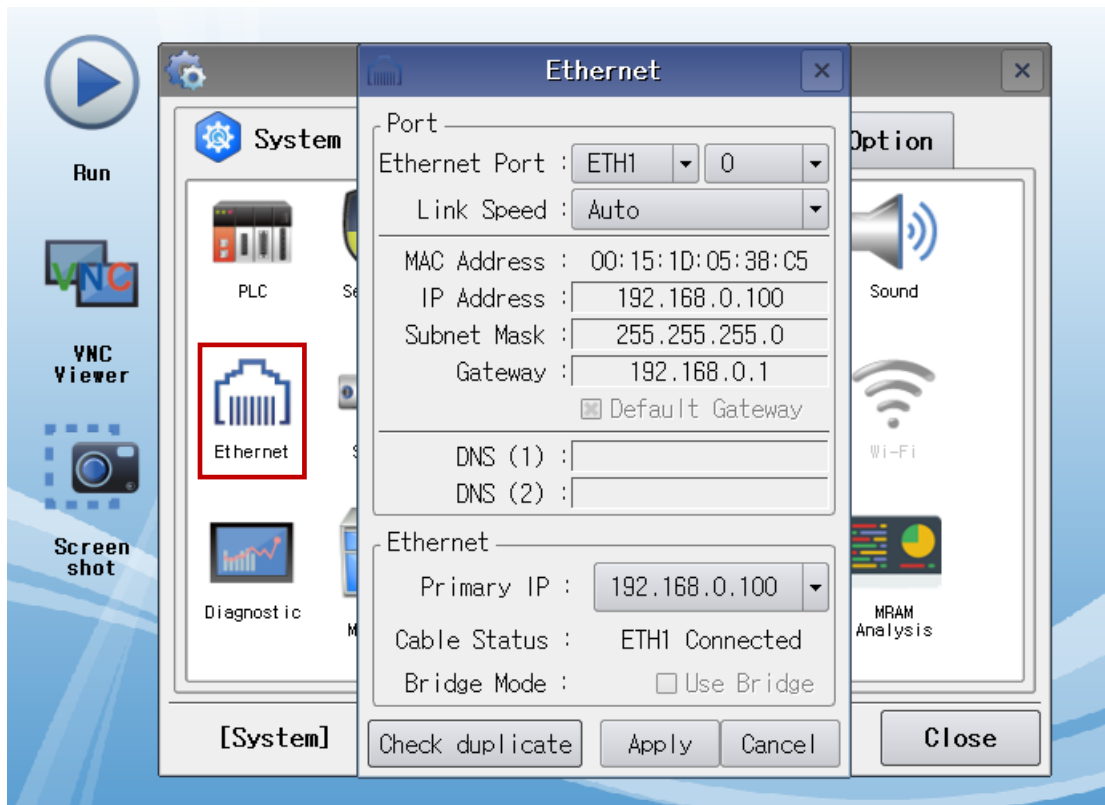 Run
VNC
VNC
Viewer
Screen
shot
System
Option
PLC
Se
Sound
Ethernet
S
Wi-Fi
Diagnostic
M
MRAM
Analysis
[System]
Close
Ethernet
Port
Ethernet Port : ETH1 0
Link Speed : Auto
MAC Address : 00:15:1D:05:38:C5
IP Address : 192.168.0.100
Subnet Mask : 255.255.255.0
Gateway : 192.168.0.1
Default Gateway
DNS (1) :
DNS (2) :
Ethernet
Primary IP : 192.168.0.100
Cable Status : ETH1 Connected
Bridge Mode : Use Bridge
Check duplicate Apply Cancel